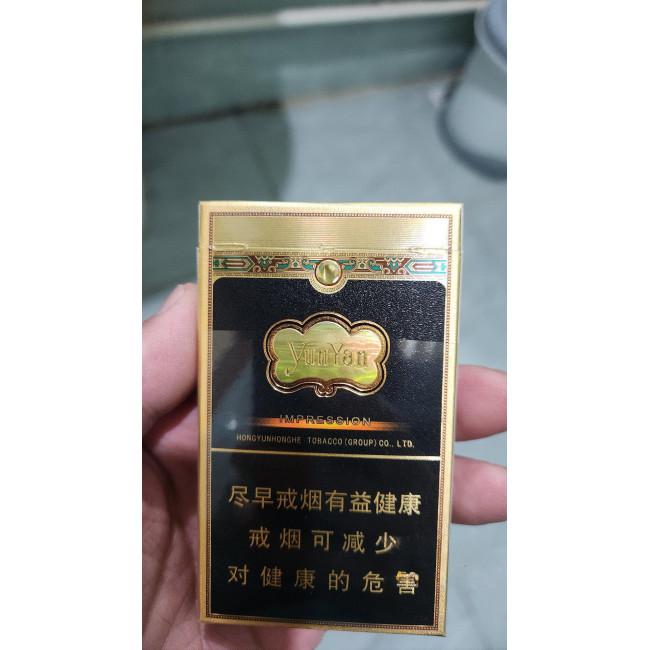 YunYan
IMPRESSION
HONGYUNHONGHE TOBACCO (GROUP) CO., LTD.
尽早戒烟有益健康
戒烟可减少
对健康的危害